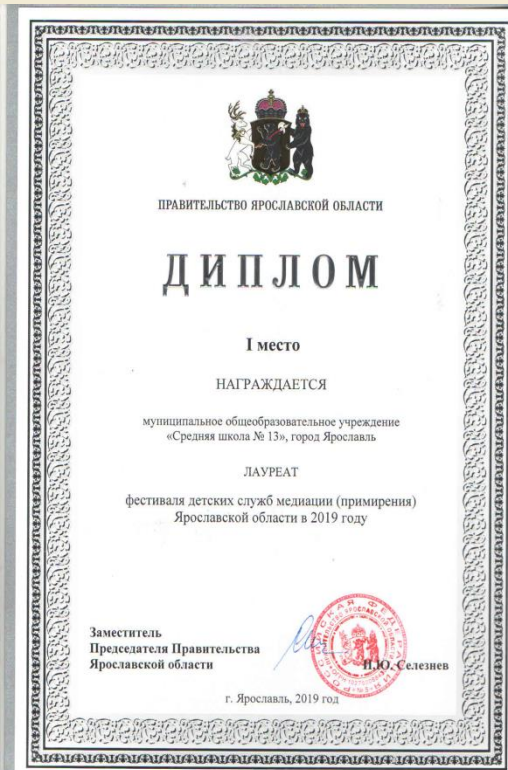 ПРАВИТЕЛЬСТВО ЯРОСЛАВСКОЙ ОБЛАСТИ
ДИПЛОМ
I место
НАГРАЖДАЕТСЯ
муниципальное общеобразовательное учреждение
«Средняя школа № 13», город Ярославль
ЛАУРЕАТ
фестиваля детских служб медиации (примирения)
Ярославской области в 2019 году
Заместитель
Председателя Правительства
Ярославской области
И.Ю. Селезнев
г. Ярославль, 2019 год